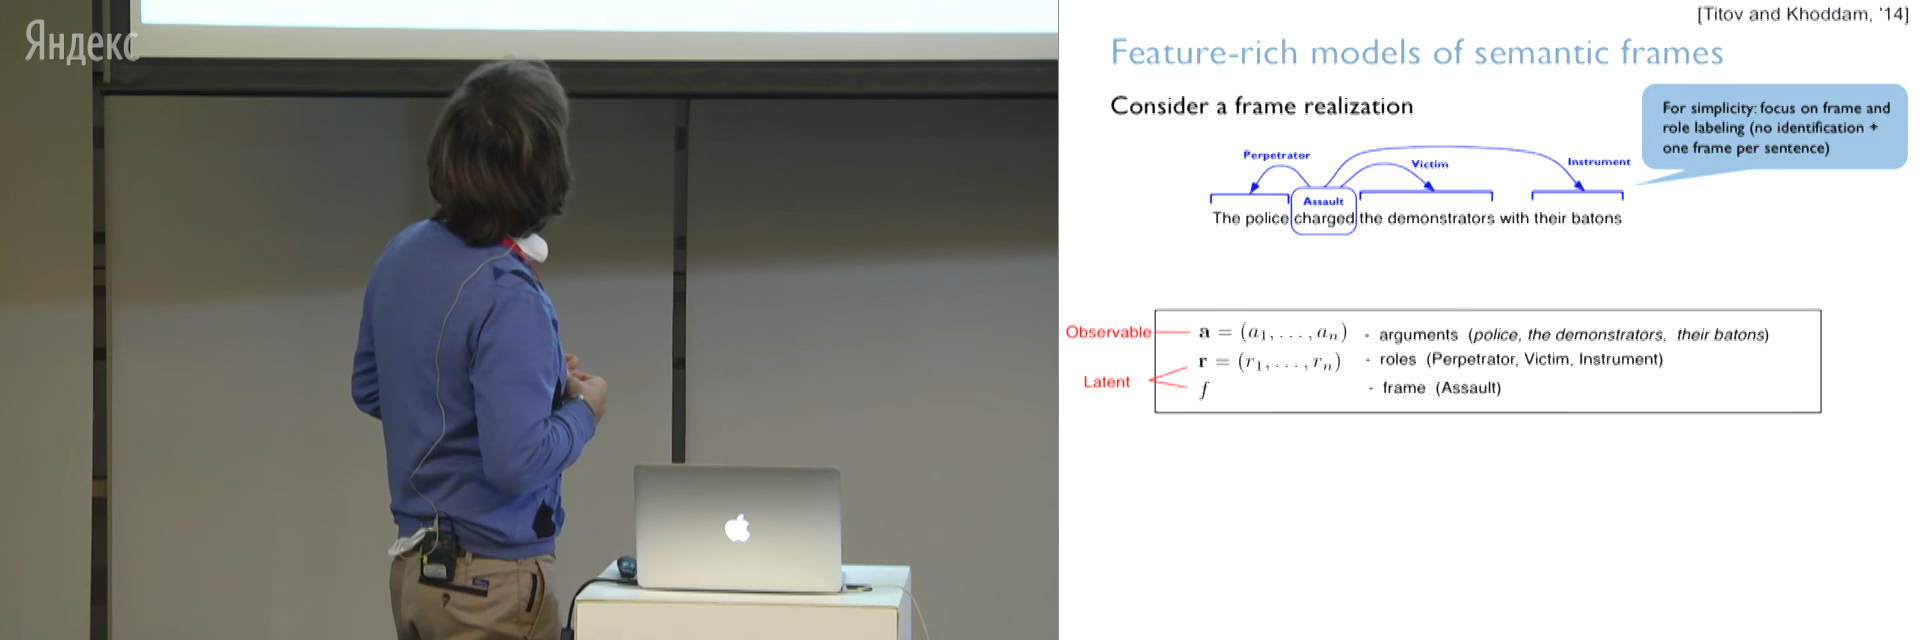 Яндекс
[Titov and Khoddam, '14]
Feature-rich models of semantic frames
Consider a frame realization
For simplicity: focus on frame and
role labeling (no identification +
one frame per sentence)
Perpetrator
Victim
Instrument
Assault
The police charged the demonstrators with their batons
Observable
a = (a₁, . . . , aₙ) - arguments (police, the demonstrators, their batons)
r = (r₁, . . . , rₙ) - roles (Perpetrator, Victim, Instrument)
Latent
f - frame (Assault)